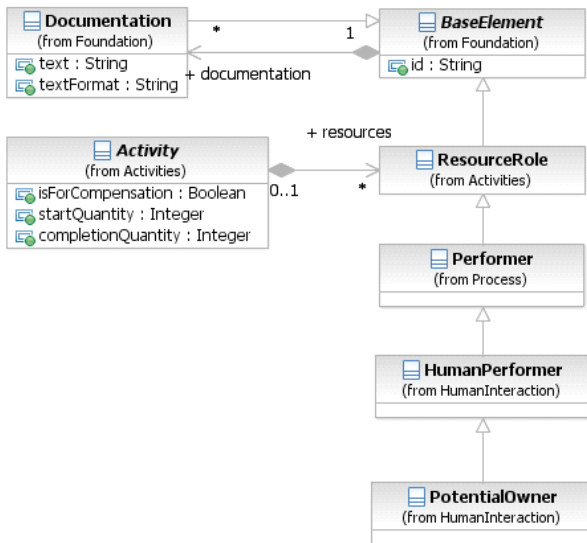 Documentation
(from Foundation)
text : String
textFormat : String
*
1
+ documentation
BaseElement
(from Foundation)
id : String
Activity
(from Activities)
isForCompensation : Boolean
startQuantity : Integer
completionQuantity : Integer
+ resources
0..1
*
ResourceRole
(from Activities)
Performer
(from Process)
HumanPerformer
(from HumanInteraction)
PotentialOwner
(from HumanInteraction)